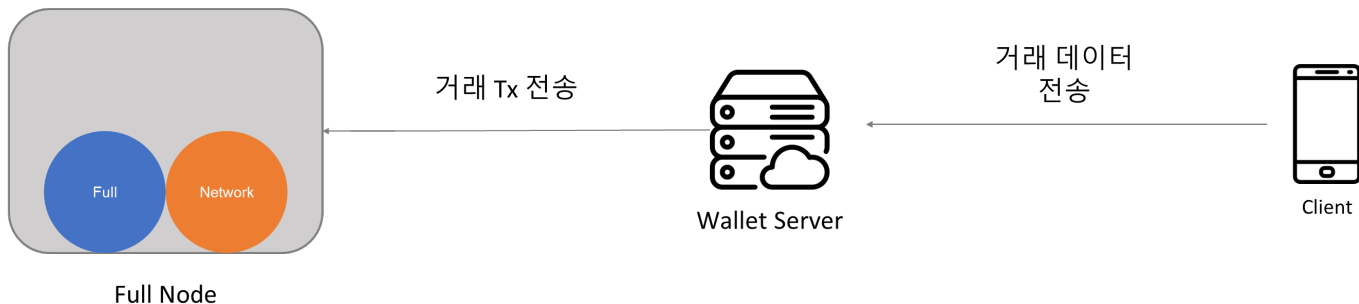 거래 데이터
전송
거래 Tx 전송
Full
Network
Wallet Server
Client
Full Node